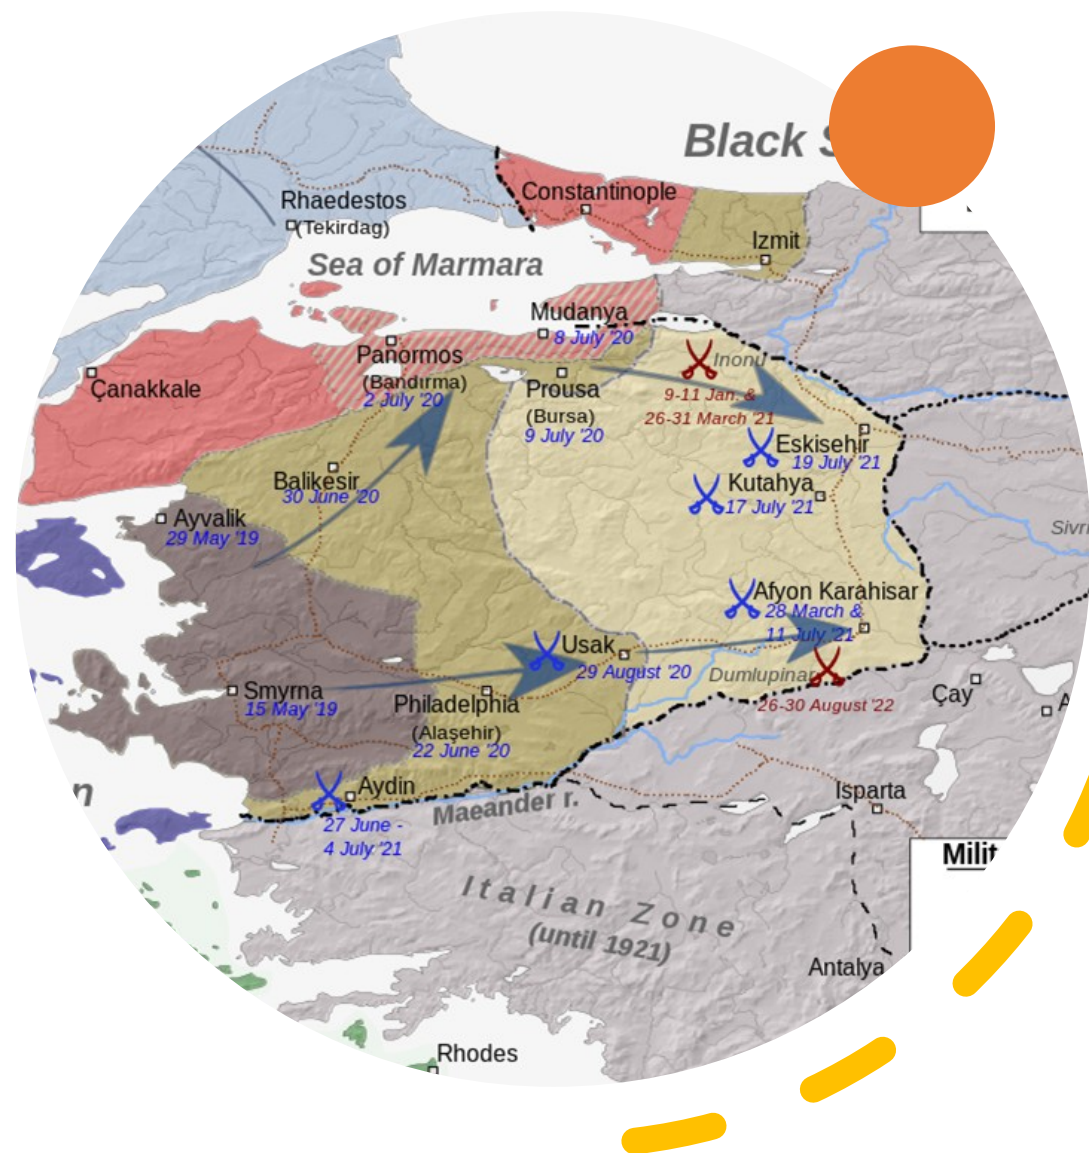 Black
Constantinople
Rhaedestos
(Tekirdag)
Izmit
Sea of Marmara
Mudanya
8 July '20
Panormos
(Bandırma)
2 July '20
Inonu
9-11 Jan. &
26-31 March '21
Çanakkale
Prousa
(Bursa)
9 July '20
Eskisehir
19 July '21
Balikesir
30 June '20
Kutahya
17 July '21
Ayvalik
29 May '19
Sivri
Afyon Karahisar
28 March &
11 July '21
Usak
29 August '20
Dumlupinar
26-30 August '22
Smyrna
15 May '19
Philadelphia
(Alaşehir)
22 June '20
Çay
A
n
Aydin
27 June -
4 July '21
Maeander r.
Isparta
Milit
Italian Zone
(until 1921)
Antalya
Rhodes